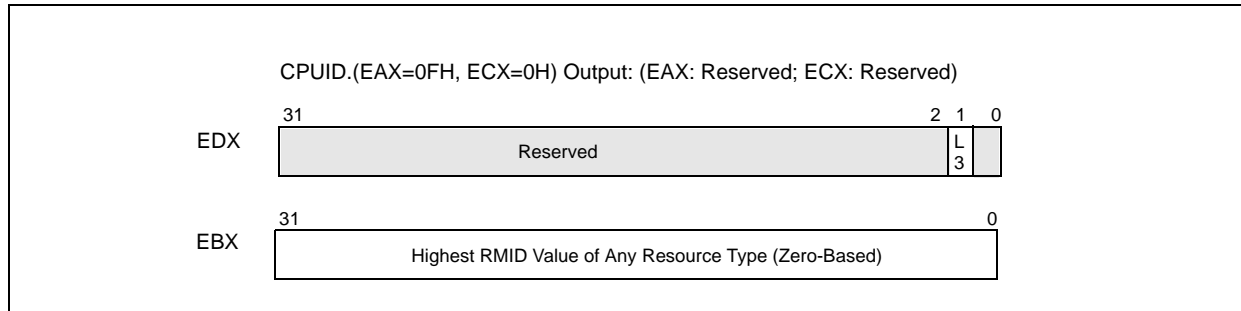 CPUID.(EAX=0FH, ECX=0H) Output: (EAX: Reserved; ECX: Reserved)
31 2 1 0
EDX Reserved L
3
31 0
EBX Highest RMID Value of Any Resource Type (Zero-Based)